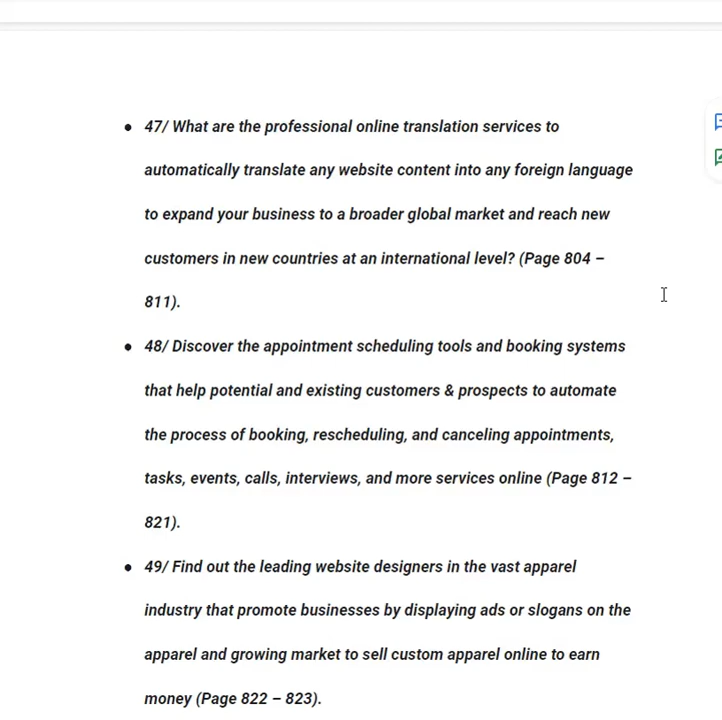 • 47/ What are the professional online translation services to
automatically translate any website content into any foreign language
to expand your business to a broader global market and reach new
customers in new countries at an international level? (Page 804 –
811).
• 48/ Discover the appointment scheduling tools and booking systems
that help potential and existing customers & prospects to automate
the process of booking, rescheduling, and canceling appointments,
tasks, events, calls, interviews, and more services online (Page 812 –
821).
• 49/ Find out the leading website designers in the vast apparel
industry that promote businesses by displaying ads or slogans on the
apparel and growing market to sell custom apparel online to earn
money (Page 822 – 823).